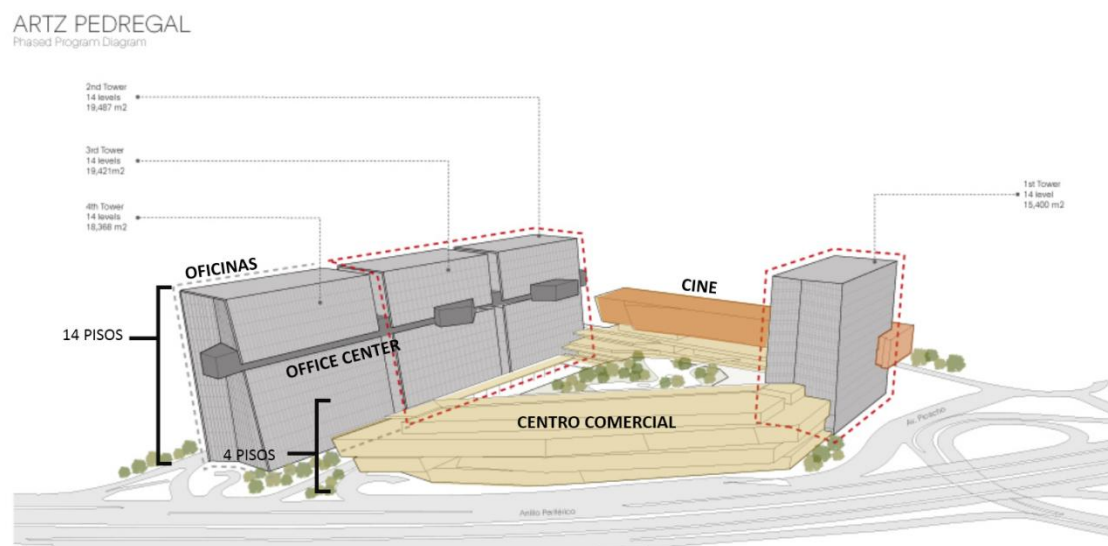 ARTZ PEDREGAL
Phased Program Diagram
2nd Tower
14 levels
19,487 m2
3rd Tower
14 levels
19,421m2
4th Tower
14 levels
18,368 m2
1st Tower
14 level
15,400 m2
OFICINAS
CINE
14 PISOS
OFFICE CENTER
CENTRO COMERCIAL
4 PISOS
Av. Picacho
Anillo Periférico